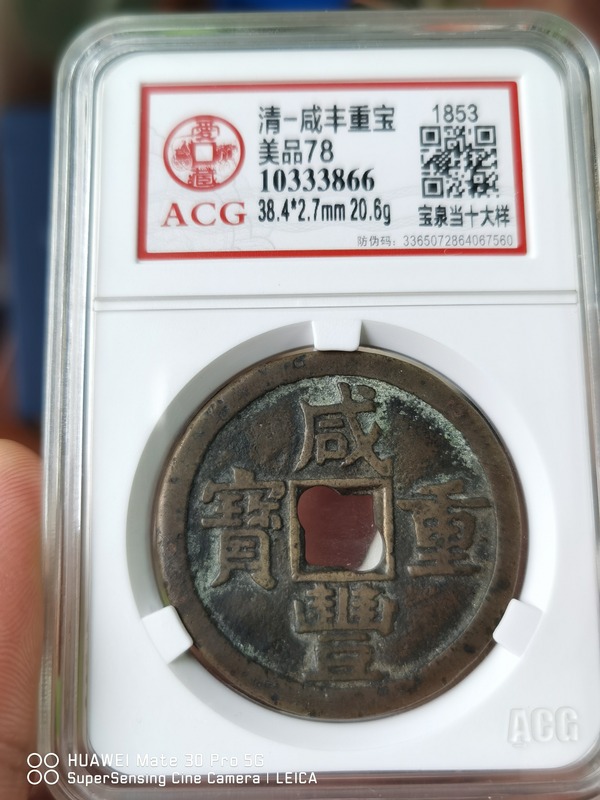 愛藏
ACG
清-咸丰重宝
美品78
10333866
38.4*2.7mm 20.6g
1853
宝泉当十大样
防伪码: 3365072864067560
咸豐重寶
ACG
HUAWEI Mate 30 Pro 5G
SuperSensing Cine Camera | LEICA